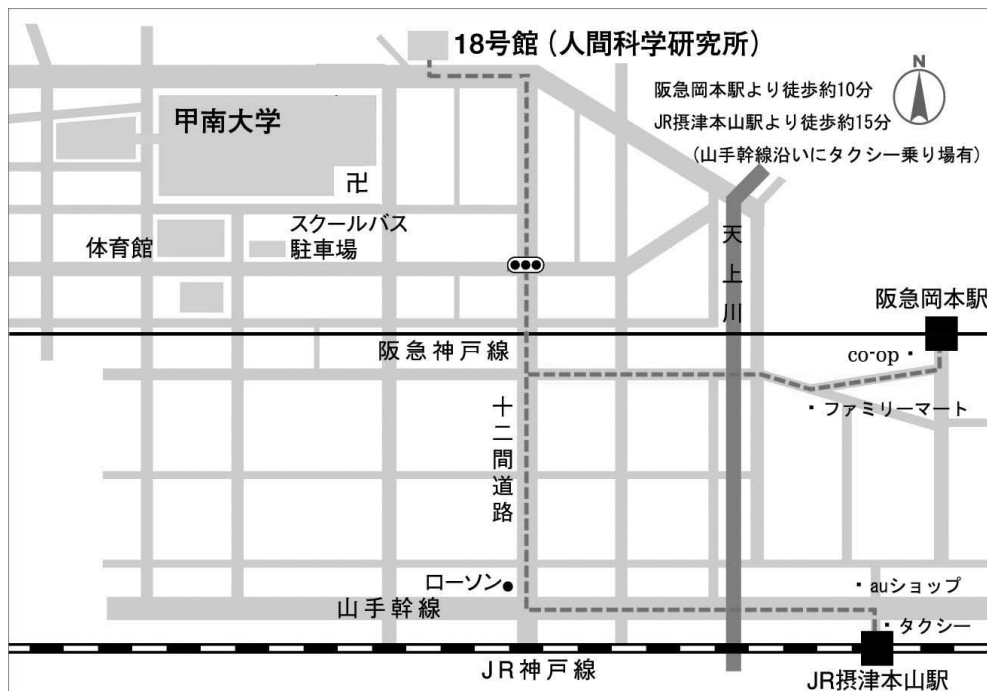 18号館（人間科学研究所）
N
阪急岡本駅より徒歩約10分
JR摂津本山駅より徒歩約15分
（山手幹線沿いにタクシー乗り場有）
甲南大学
卍
スクールバス
駐車場
体育館
天上川
阪急岡本駅
阪急神戸線
co-op
ファミリーマート
十二間道路
ローソン
auショップ
山手幹線
タクシー
JR神戸線
JR摂津本山駅